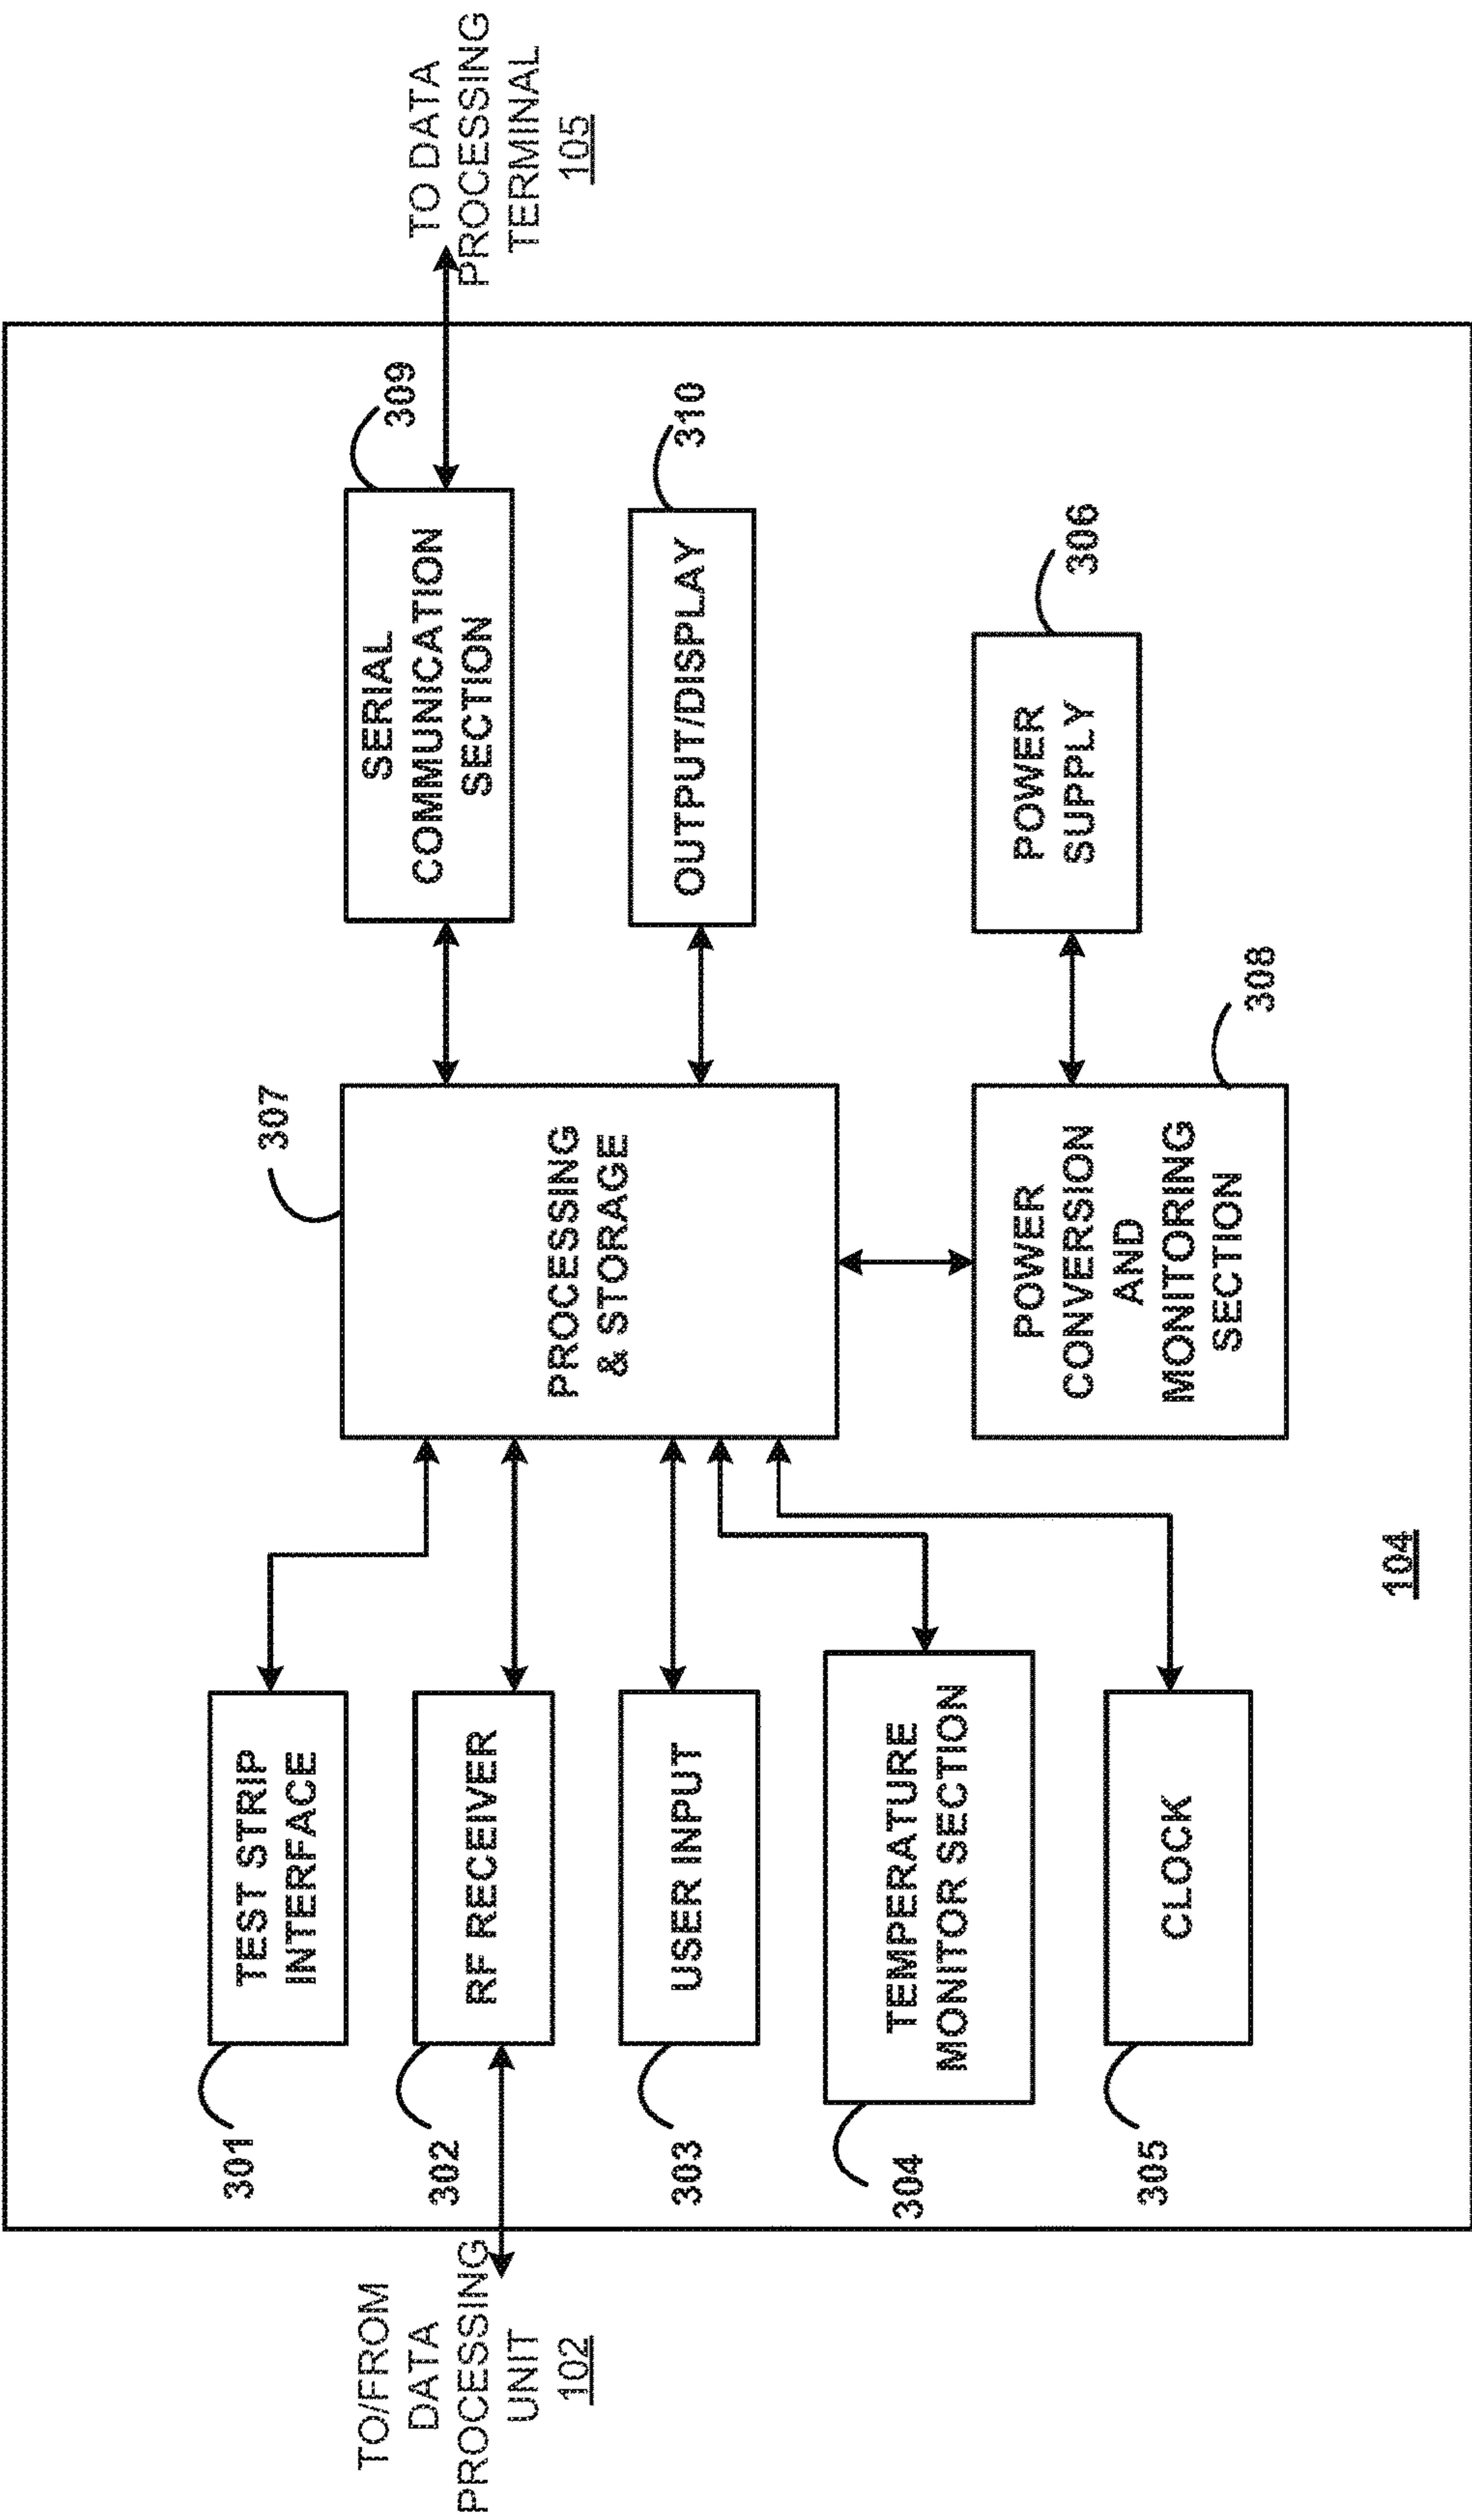 TO/FROM
DATA
PROCESSING
UNIT
102
301
TEST STRIP
INTERFACE
302
RF RECEIVER
303
USER INPUT
304
TEMPERATURE
MONITOR SECTION
305
CLOCK
307
PROCESSING
& STORAGE
POWER
CONVERSION
AND
MONITORING
SECTION
308
309
SERIAL
COMMUNICATION
SECTION
310
OUTPUT/DISPLAY
306
POWER
SUPPLY
TO DATA
PROCESSING
TERMINAL
105
104